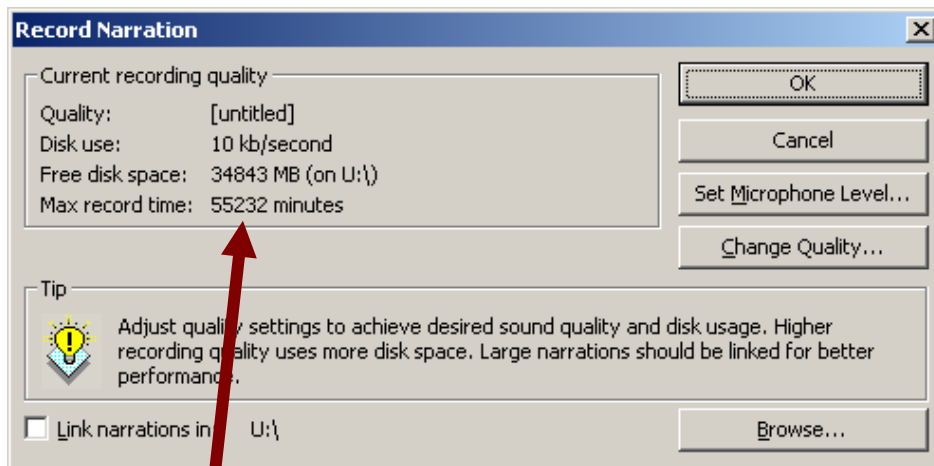 Record Narration
Current recording quality
Quality: [untitled]
Disk use: 10 kb/second
Free disk space: 34843 MB (on U:\)
Max record time: 55232 minutes
OK
Cancel
Set Microphone Level...
Change Quality...
Tip
Adjust quality settings to achieve desired sound quality and disk usage. Higher
recording quality uses more disk space. Large narrations should be linked for better
performance.
Link narrations in: U:\
Browse...